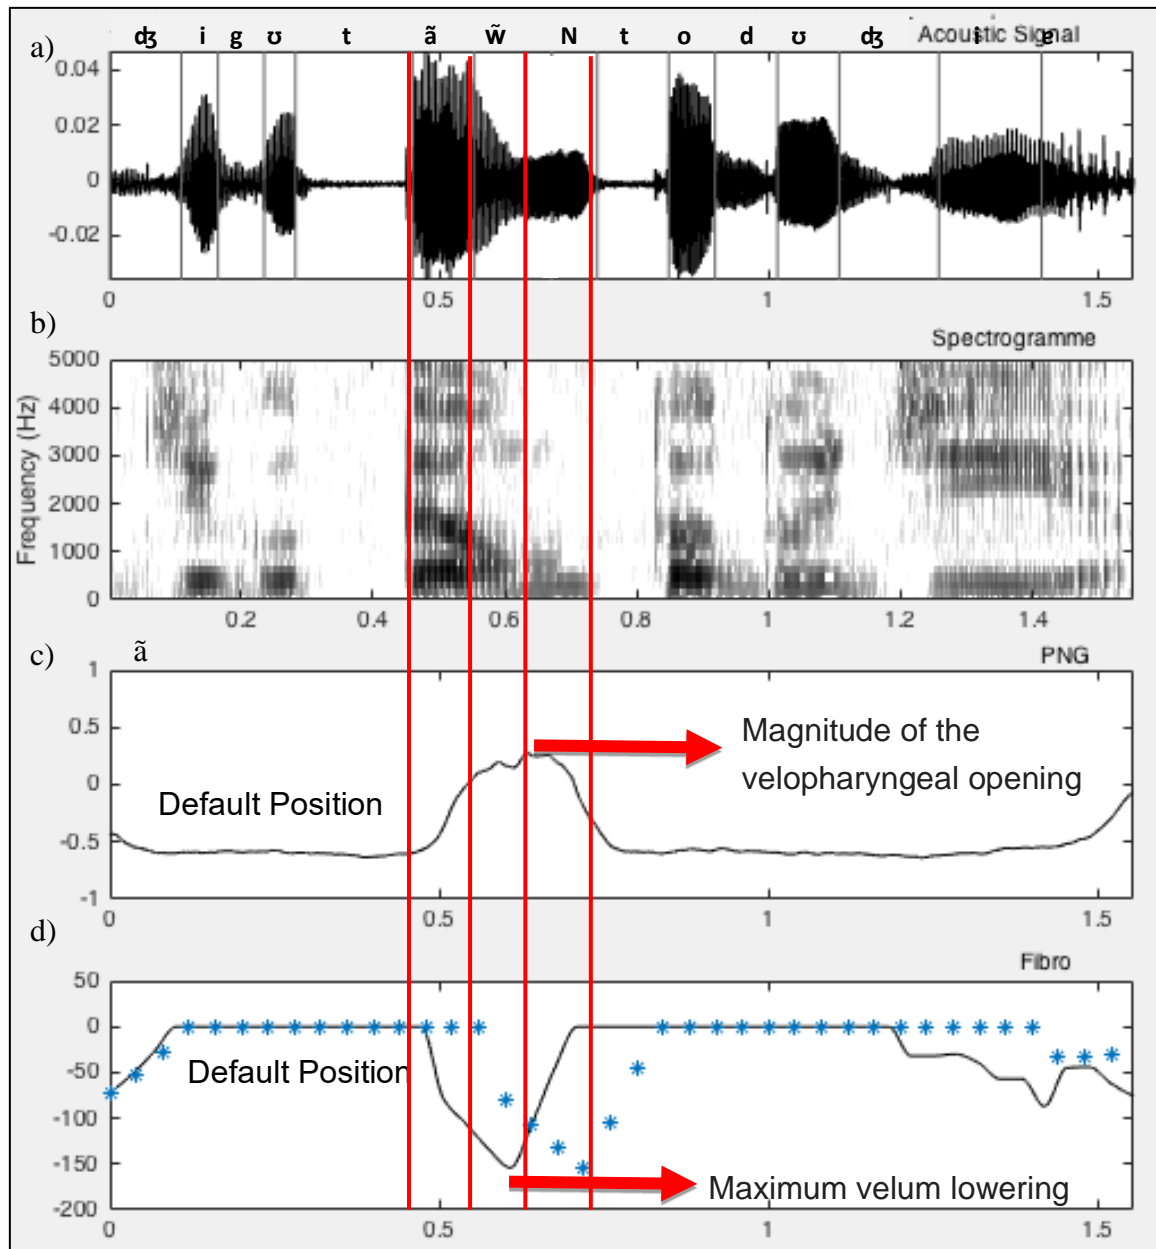 ʤ i g ʊ t ã w̃ N t o d ʊ ʤ i ɐ
a) Acoustic Signal
0.04
0.02
0
-0.02
0 0.5 1 1.5
b) Spectrogramme
5000
4000
3000
2000
1000
0
Frequency (Hz)
0.2 0.4 0.6 0.8 1 1.2 1.4
c) ã PNG
1
0.5
0
-0.5
-1
Magnitude of the
velopharyngeal opening
Default Position
0 0.5 1 1.5
d) Fibro
50
0
-50
-100
-150
-200
Default Position
Maximum velum lowering
0 0.5 1 1.5